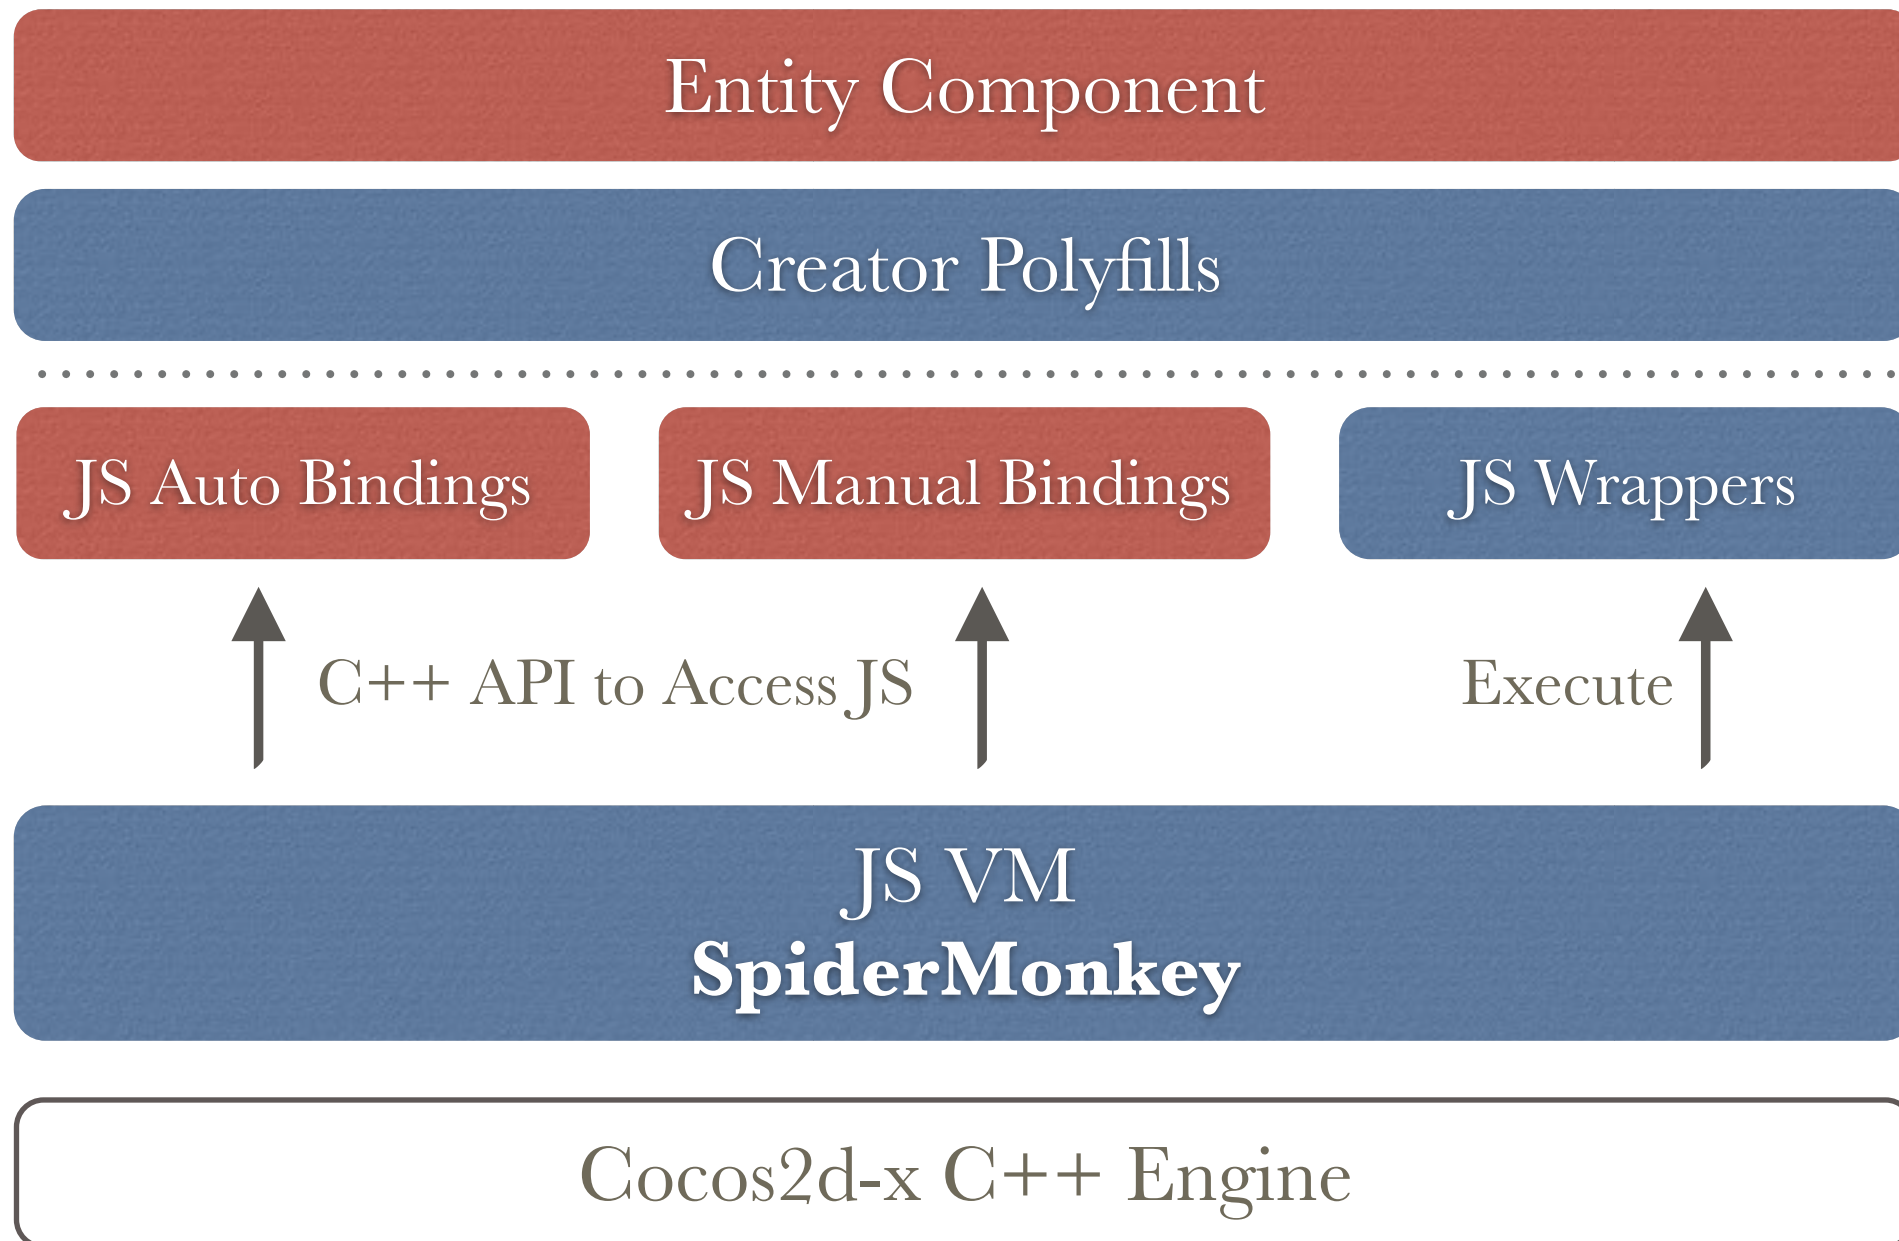 Entity Component
Creator Polyfills
JS Auto Bindings
JS Manual Bindings
JS Wrappers
C++ API to Access JS
Execute
JS VM
SpiderMonkey
Cocos2d-x C++ Engine